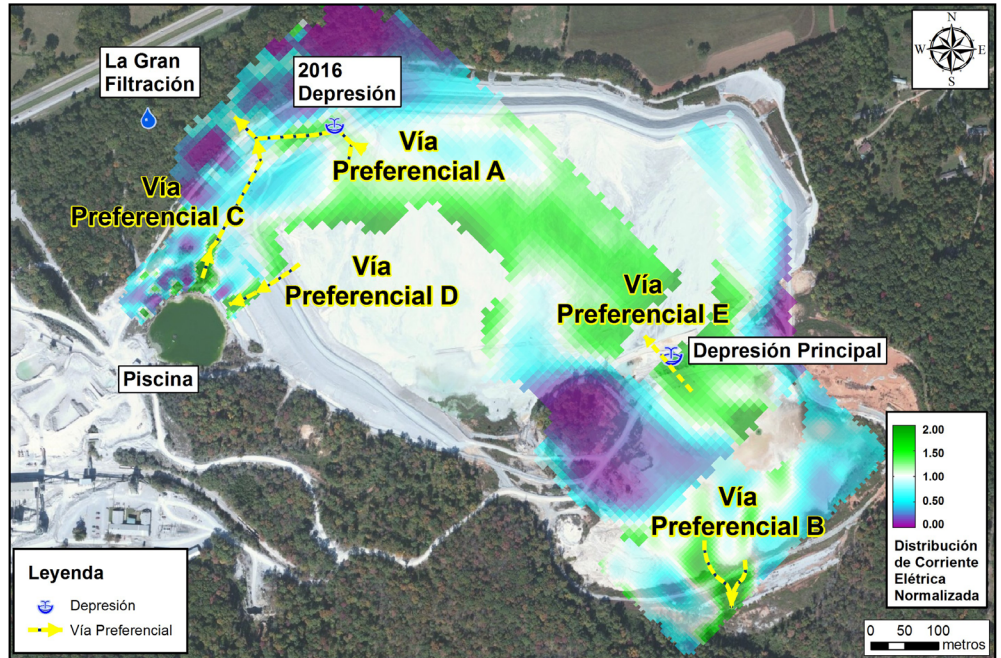 La Gran
Filtración
2016
Depresión
N
W
E
S
Vía
Preferencial A
Vía
Preferencial C
Vía
Preferencial D
Vía
Preferencial E
Depresión Principal
Piscina
Vía
Preferencial B
2.00
1.50
1.00
0.50
0.00
Distribución
de Corriente
Elétrica
Normalizada
Leyenda
Depresión
Vía Preferencial
0 50 100
metros